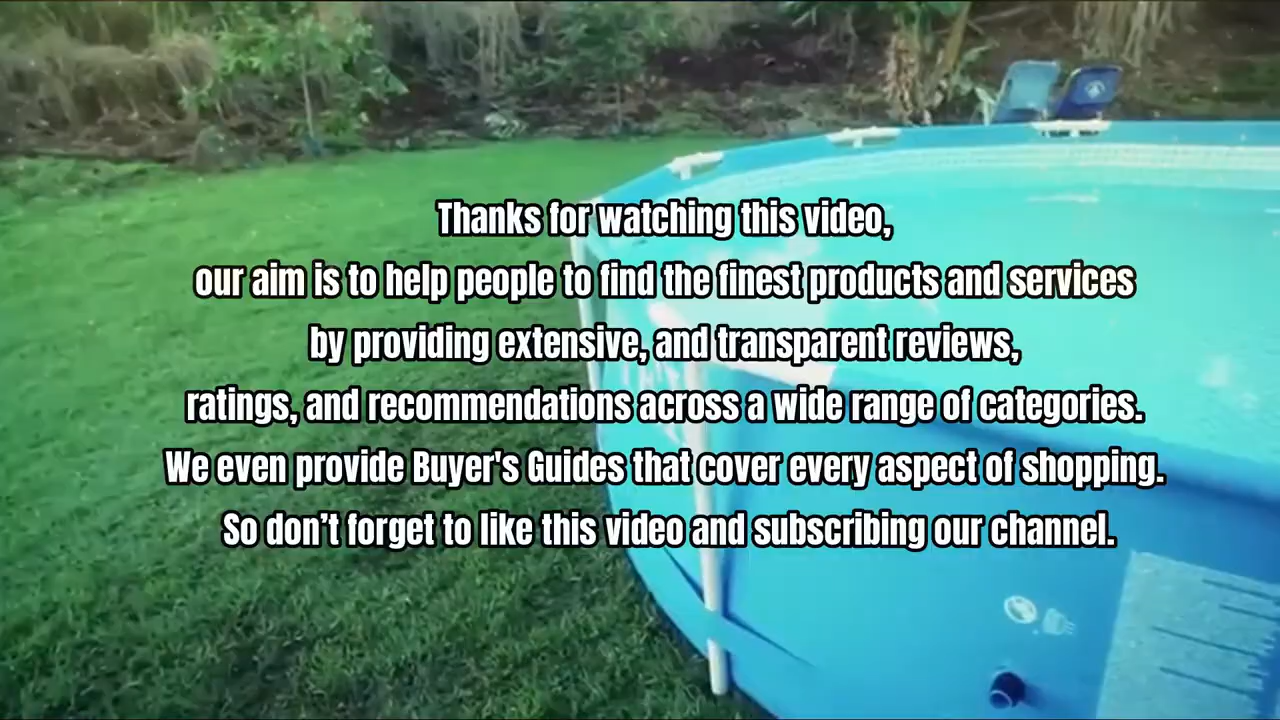 Thanks for watching this video,
our aim is to help people to find the finest products and services
by providing extensive, and transparent reviews,
ratings, and recommendations across a wide range of categories.
We even provide Buyer's Guides that cover every aspect of shopping.
So don’t forget to like this video and subscribing our channel.